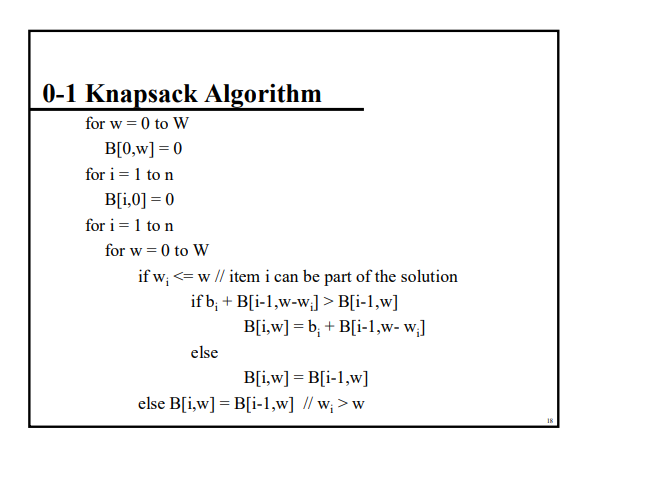 0-1 Knapsack Algorithm
for w = 0 to W
B[0,w] = 0
for i = 1 to n
B[i,0] = 0
for i = 1 to n
for w = 0 to W
if wᵢ <= w // item i can be part of the solution
if bᵢ + B[i-1,w-wᵢ] > B[i-1,w]
B[i,w] = bᵢ + B[i-1,w- wᵢ]
else
B[i,w] = B[i-1,w]
else B[i,w] = B[i-1,w] // wᵢ > w
18